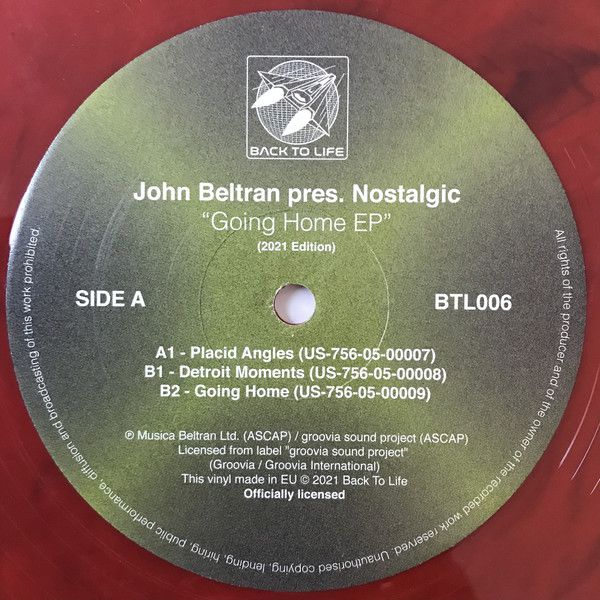 BACK TO LIFE
John Beltran pres. Nostalgic
“Going Home EP”
(2021 Edition)
SIDE A
BTL006
A1 - Placid Angles (US-756-05-00007)
B1 - Detroit Moments (US-756-05-00008)
B2 - Going Home (US-756-05-00009)
℗ Musica Beltran Ltd. (ASCAP) / groovia sound project (ASCAP)
Licensed from label "groovia sound project"
(Groovia / Groovia International)
This vinyl made in EU © 2021 Back To Life
Officially licensed
All rights of the producer and of the owner of the recorded work reserved. Unauthorised copying, lending, hiring, public performance, diffusion and broadcasting of this work prohibited.